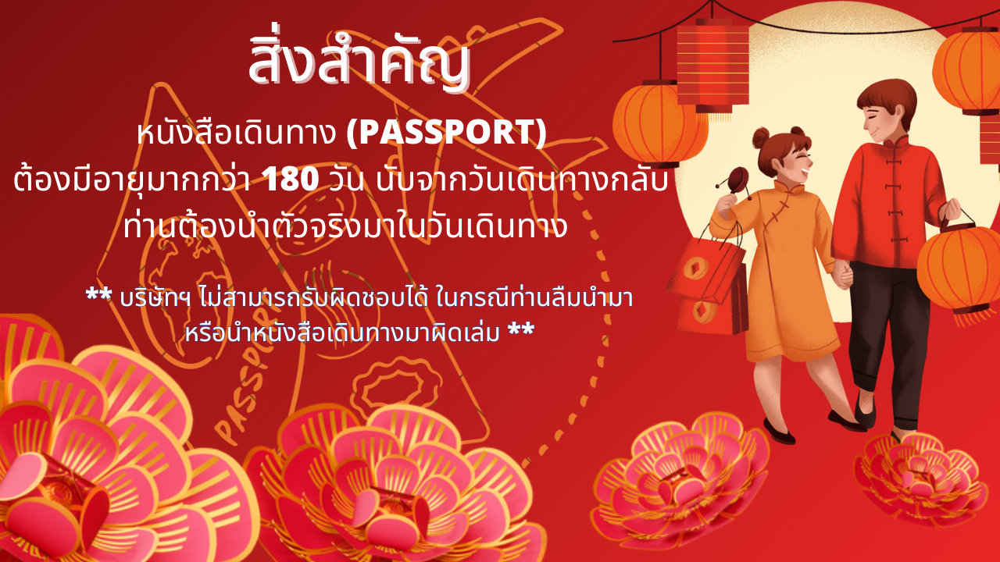 สิ่งสำคัญ
หนังสือเดินทาง (PASSPORT)
ต้องมีอายุมากกว่า 180 วัน นับจากวันเดินทางกลับ
ท่านต้องนำตัวจริงมาในวันเดินทาง
** บริษัทฯ ไม่สามารถรับผิดชอบได้ ในกรณีท่านลืมนำมา
หรือนำหนังสือเดินทางมาผิดเล่ม **
PASSPORT